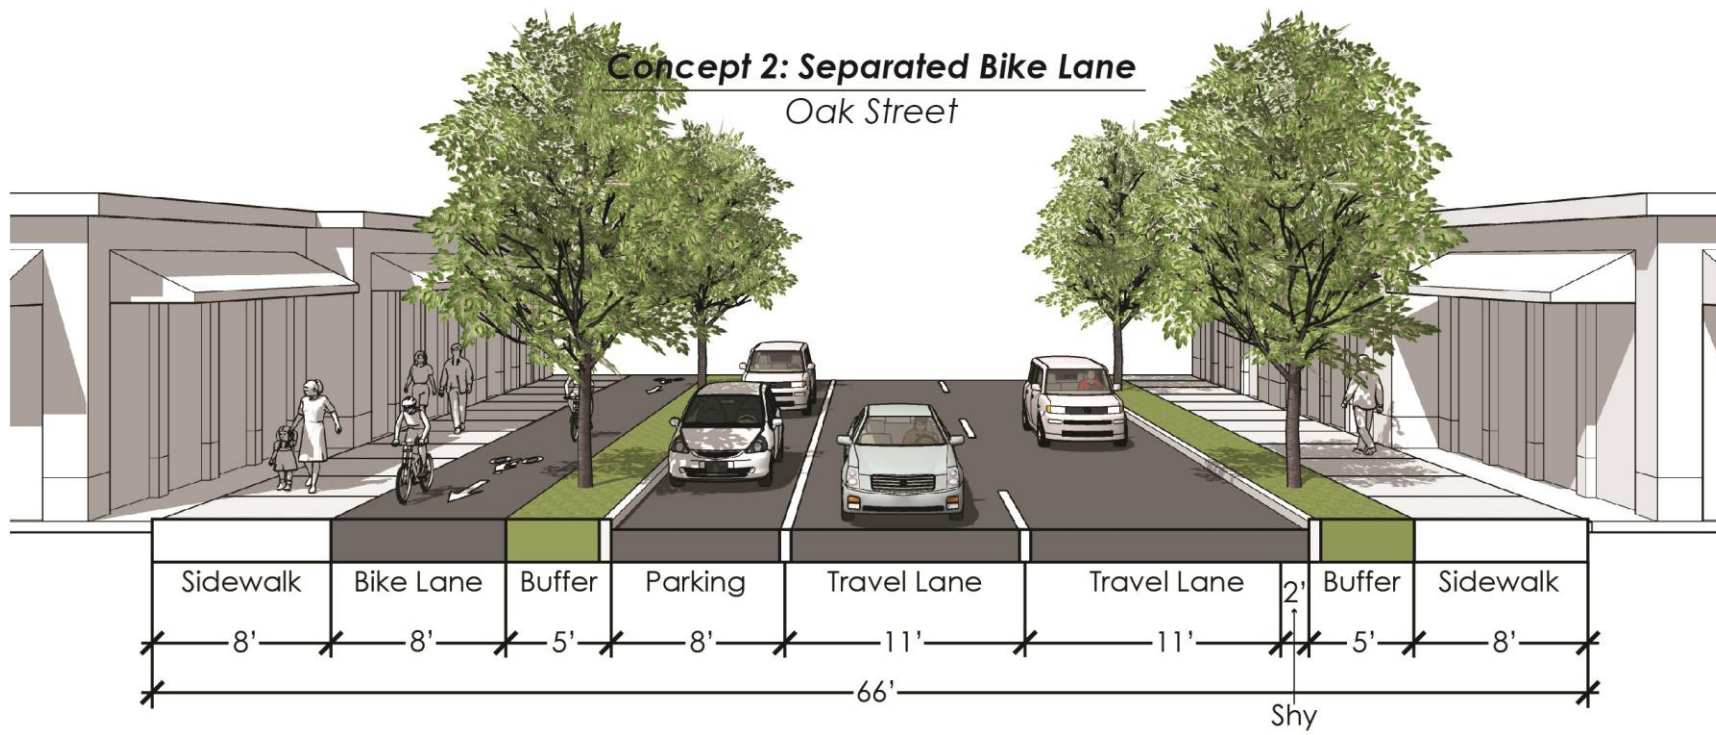 Concept 2: Separated Bike Lane
Oak Street
Sidewalk Bike Lane Buffer Parking Travel Lane Travel Lane 2' Buffer Sidewalk
8' 8' 5' 8' 11' 11' 5' 8'
66'
Shy